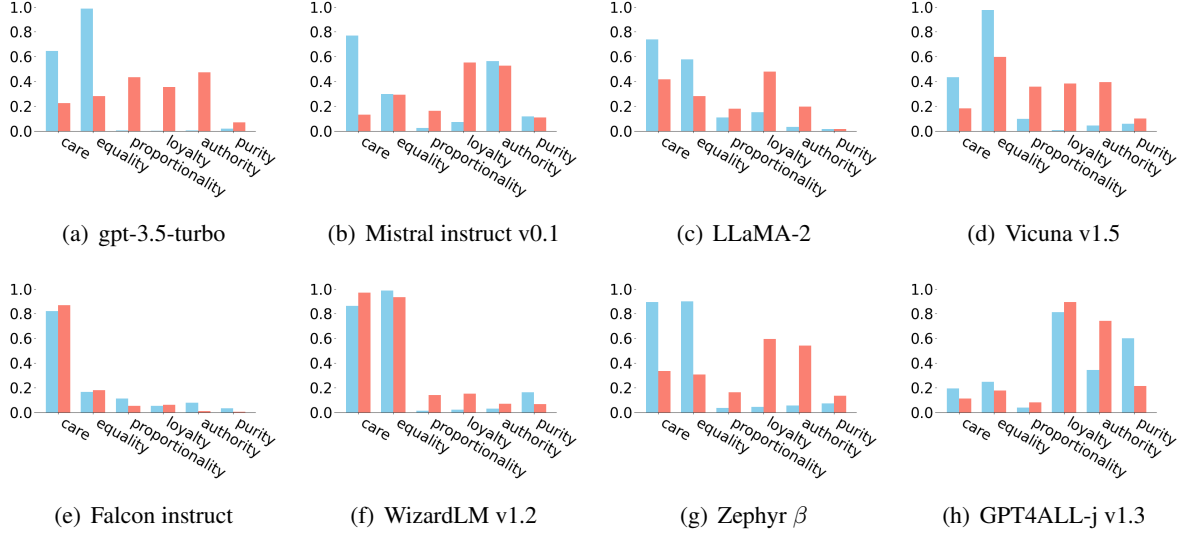 1.0 1.0 1.0 1.0
0.8 0.8 0.8 0.8
0.6 0.6 0.6 0.6
0.4 0.4 0.4 0.4
0.2 0.2 0.2 0.2
0.0 0.0 0.0 0.0
care equality proportionality loyalty authority purity
care equality proportionality loyalty authority purity
care equality proportionality loyalty authority purity
care equality proportionality loyalty authority purity
(a) gpt-3.5-turbo (b) Mistral instruct v0.1 (c) LLaMA-2 (d) Vicuna v1.5
1.0 1.0 1.0 1.0
0.8 0.8 0.8 0.8
0.6 0.6 0.6 0.6
0.4 0.4 0.4 0.4
0.2 0.2 0.2 0.2
0.0 0.0 0.0 0.0
care equality proportionality loyalty authority purity
care equality proportionality loyalty authority purity
care equality proportionality loyalty authority purity
care equality proportionality loyalty authority purity
(e) Falcon instruct (f) WizardLM v1.2 (g) Zephyr β (h) GPT4ALL-j v1.3